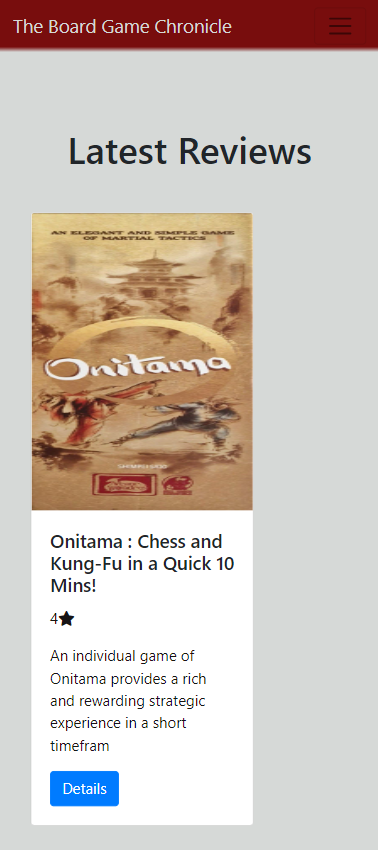 The Board Game Chronicle
Latest Reviews
AN ELEGANT AND SIMPLE GAME
OF MARTIAL TACTICS
Onitama
Onitama : Chess and
Kung-Fu in a Quick 10
Mins!
4
An individual game of
Onitama provides a rich
and rewarding strategic
experience in a short
timefram
Details